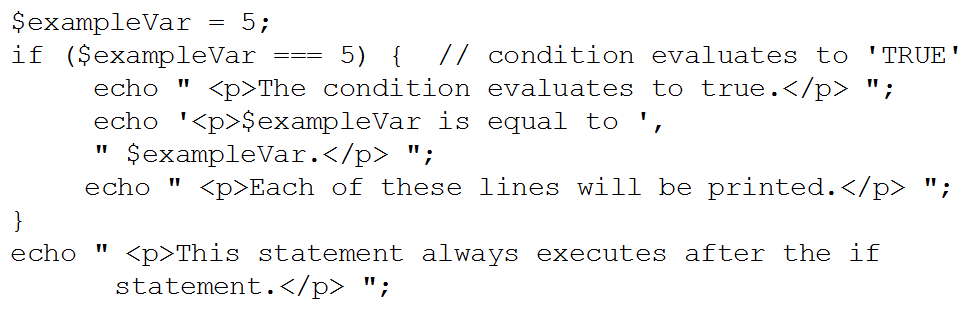 $exampleVar = 5;
if ($exampleVar === 5) {  // condition evaluates to 'TRUE'
     echo " <p>The condition evaluates to true.</p> ";
     echo '<p>$exampleVar is equal to ',
     " $exampleVar.</p> ";
    echo " <p>Each of these lines will be printed.</p> ";
}
echo " <p>This statement always executes after the if
      statement.</p> ";